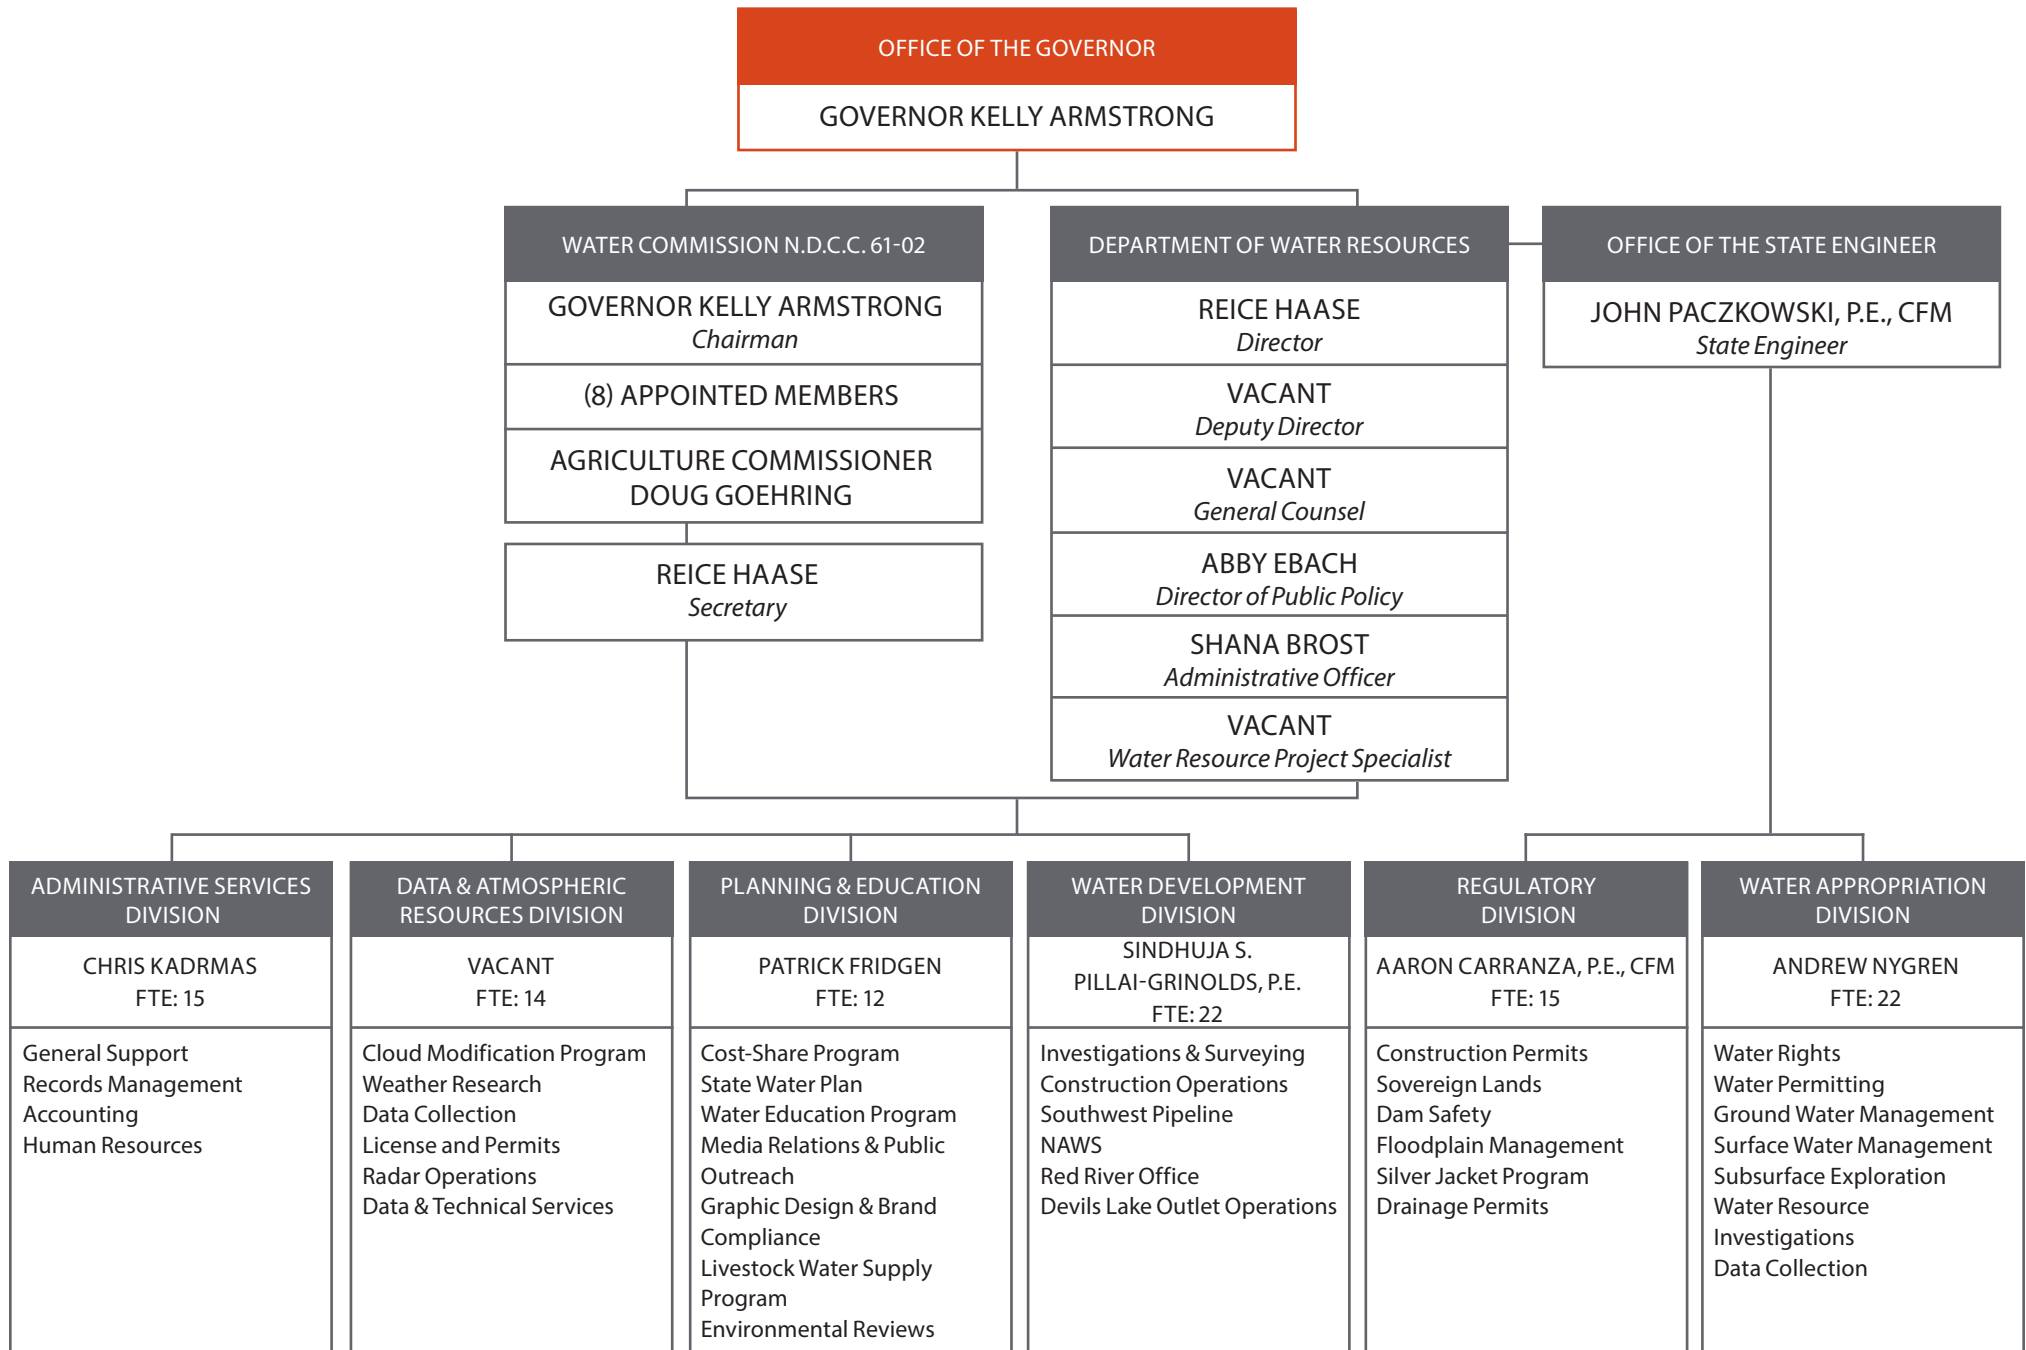 OFFICE OF THE GOVERNOR
GOVERNOR KELLY ARMSTRONG
WATER COMMISSION N.D.C.C. 61-02
GOVERNOR KELLY ARMSTRONG
Chairman
(8) APPOINTED MEMBERS
AGRICULTURE COMMISSIONER
DOUG GOEHRING
REICE HAASE
Secretary
DEPARTMENT OF WATER RESOURCES
REICE HAASE
Director
VACANT
Deputy Director
VACANT
General Counsel
ABBY EBACH
Director of Public Policy
SHANA BROST
Administrative Officer
VACANT
Water Resource Project Specialist
OFFICE OF THE STATE ENGINEER
JOHN PACZKOWSKI, P.E., CFM
State Engineer
ADMINISTRATIVE SERVICES
DIVISION
CHRIS KADRMAS
FTE: 15
General Support
Records Management
Accounting
Human Resources
DATA & ATMOSPHERIC
RESOURCES DIVISION
VACANT
FTE: 14
Cloud Modification Program
Weather Research
Data Collection
License and Permits
Radar Operations
Data & Technical Services
PLANNING & EDUCATION
DIVISION
PATRICK FRIDGEN
FTE: 12
Cost-Share Program
State Water Plan
Water Education Program
Media Relations & Public
Outreach
Graphic Design & Brand
Compliance
Livestock Water Supply
Program
Environmental Reviews
WATER DEVELOPMENT
DIVISION
SINDHUJA S.
PILLAI-GRINOLDS, P.E.
FTE: 22
Investigations & Surveying
Construction Operations
Southwest Pipeline
NAWS
Red River Office
Devils Lake Outlet Operations
REGULATORY
DIVISION
AARON CARRANZA, P.E., CFM
FTE: 15
Construction Permits
Sovereign Lands
Dam Safety
Floodplain Management
Silver Jacket Program
Drainage Permits
WATER APPROPRIATION
DIVISION
ANDREW NYGREN
FTE: 22
Water Rights
Water Permitting
Ground Water Management
Surface Water Management
Subsurface Exploration
Water Resource
Investigations
Data Collection